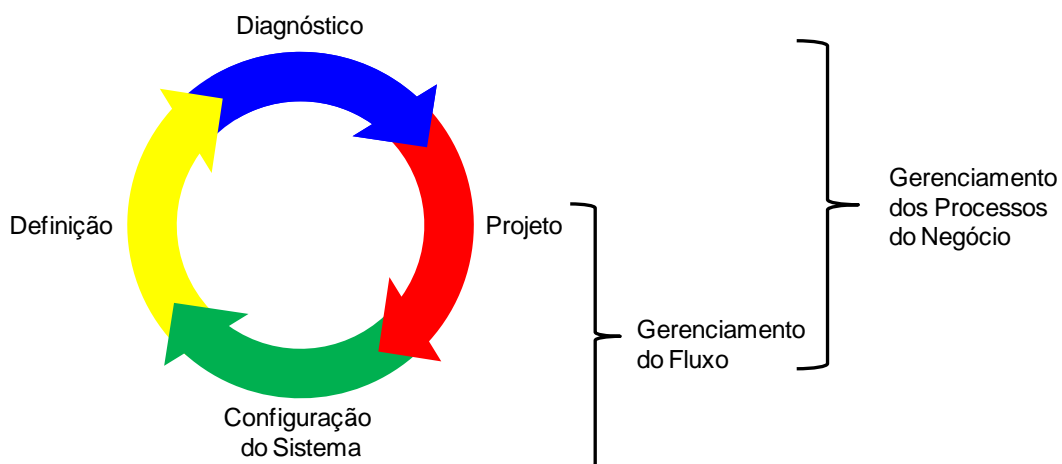 Diagnóstico
Definição
Projeto
Configuração
do Sistema
Gerenciamento
do Fluxo
Gerenciamento
dos Processos
do Negócio